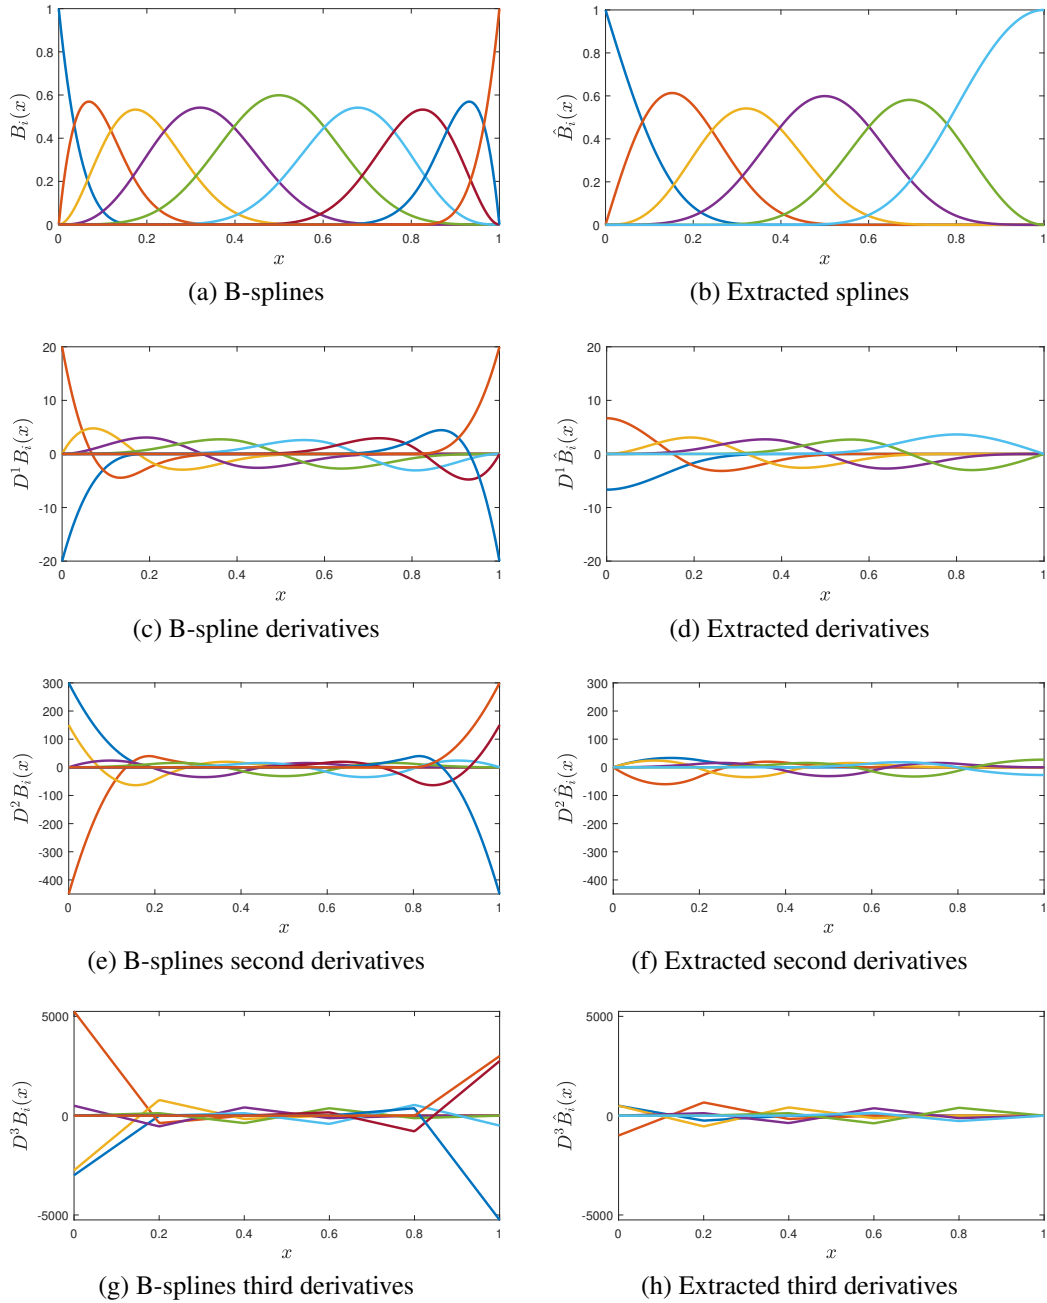 1
0.8
0.6
0.4
0.2
0
B_i(x)
0 0.2 0.4 0.6 0.8 1
x
(a) B-splines
1
0.8
0.6
0.4
0.2
0
B̂_i(x)
0 0.2 0.4 0.6 0.8 1
x
(b) Extracted splines
20
10
0
-10
-20
D^1 B_i(x)
0 0.2 0.4 0.6 0.8 1
x
(c) B-spline derivatives
20
10
0
-10
-20
D^1 B̂_i(x)
0 0.2 0.4 0.6 0.8 1
x
(d) Extracted derivatives
300
200
100
0
-100
-200
-300
-400
D^2 B_i(x)
0 0.2 0.4 0.6 0.8 1
x
(e) B-splines second derivatives
300
200
100
0
-100
-200
-300
-400
D^2 B̂_i(x)
0 0.2 0.4 0.6 0.8 1
x
(f) Extracted second derivatives
5000
0
-5000
D^3 B_i(x)
0 0.2 0.4 0.6 0.8 1
x
(g) B-splines third derivatives
5000
0
-5000
D^3 B̂_i(x)
0 0.2 0.4 0.6 0.8 1
x
(h) Extracted third derivatives